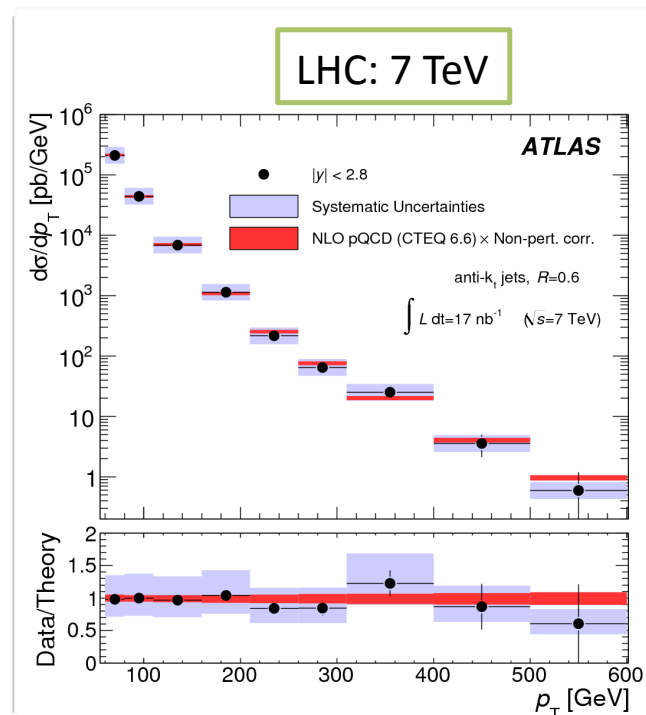 LHC: 7 TeV
dσ/dp_T [pb/GeV]
10^6
10^5
10^4
10^3
10^2
10
1
ATLAS
|y| < 2.8
Systematic Uncertainties
NLO pQCD (CTEQ 6.6) × Non-pert. corr.
anti-k_t jets, R=0.6
∫ L dt=17 nb^-1 (√s=7 TeV)
Data/Theory
2
1.5
1
0.5
0
100 200 300 400 500 600
p_T [GeV]